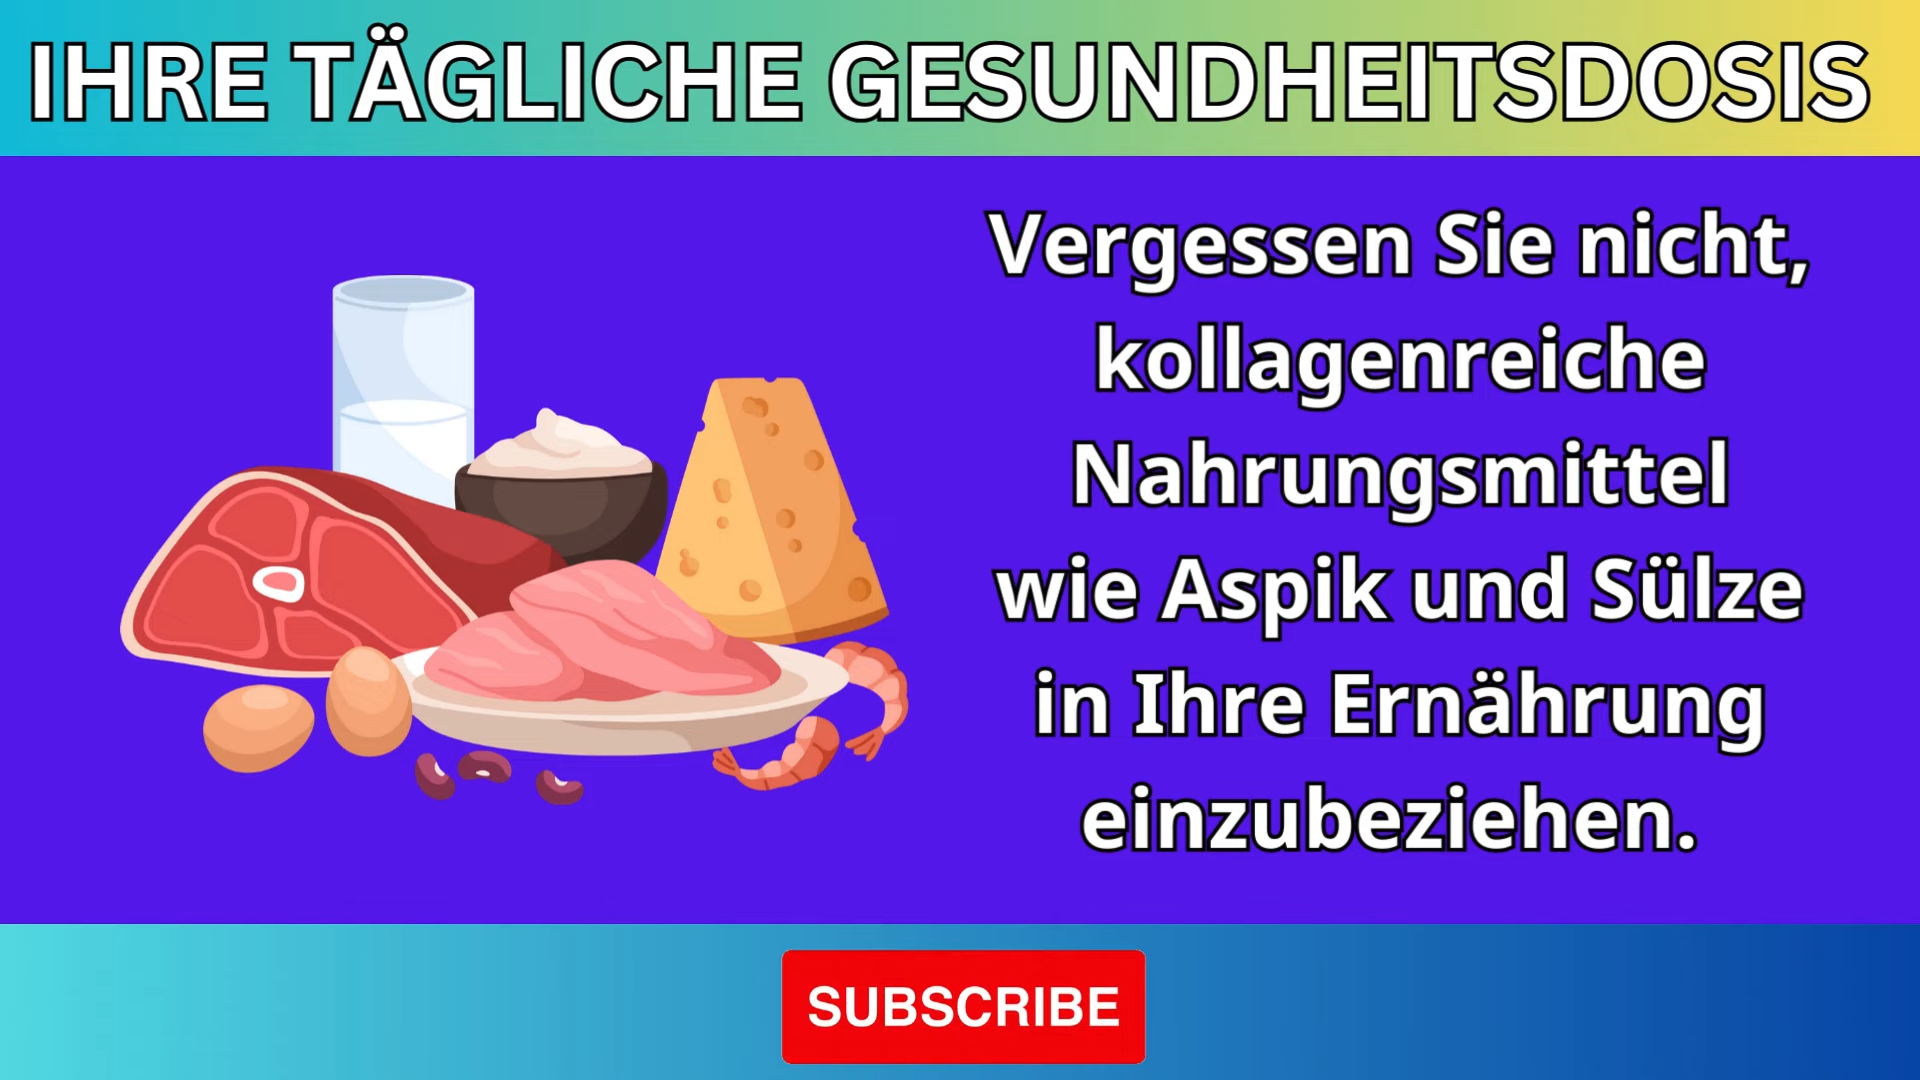 IHRE TÄGLICHE GESUNDHEITSDOSIS
Vergessen Sie nicht,
kollagenreiche
Nahrungsmittel
wie Aspik und Sülze
in Ihre Ernährung
einzubeziehen.
SUBSCRIBE